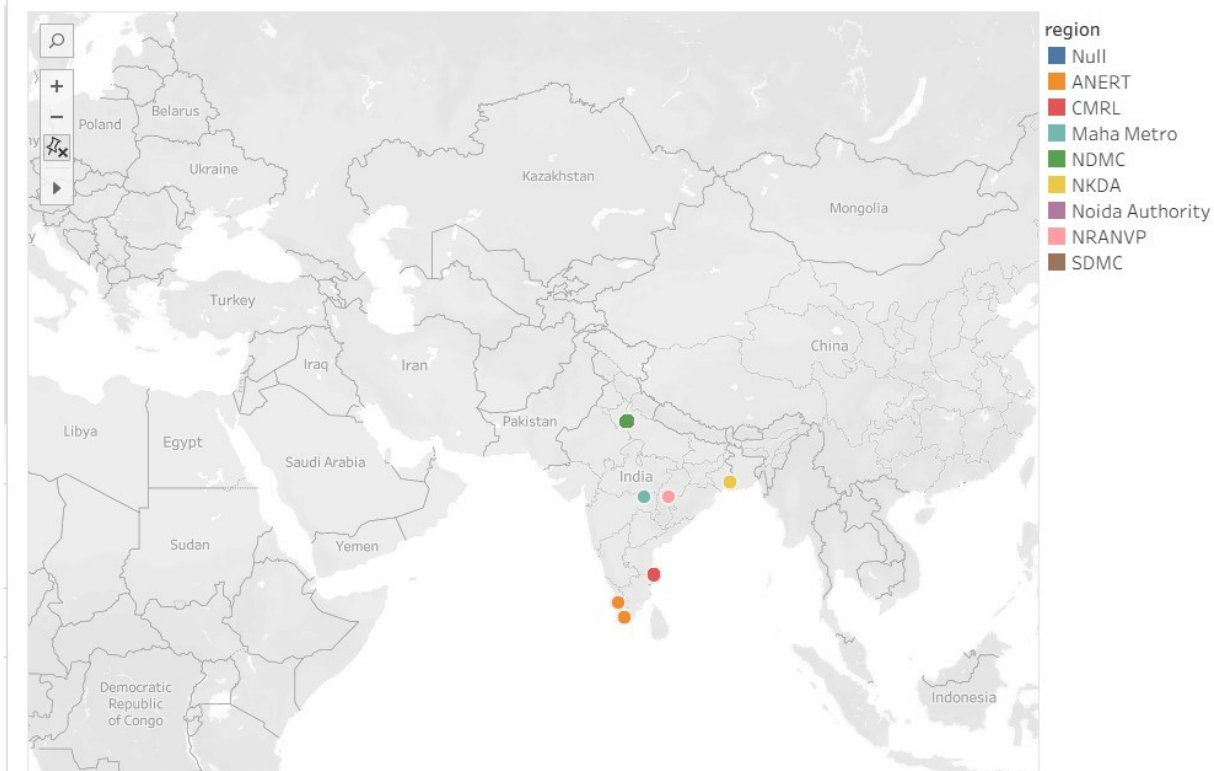 region
Null
ANERT
CMRL
Maha Metro
NDMC
NKDA
Noida Authority
NRANVP
SDMC
Belarus
Poland
Ukraine
Kazakhstan
Mongolia
Turkey
China
Iraq
Iran
Pakistan
Libya
Egypt
Saudi Arabia
India
Sudan
Yemen
Democratic
Republic
of Congo
Indonesia